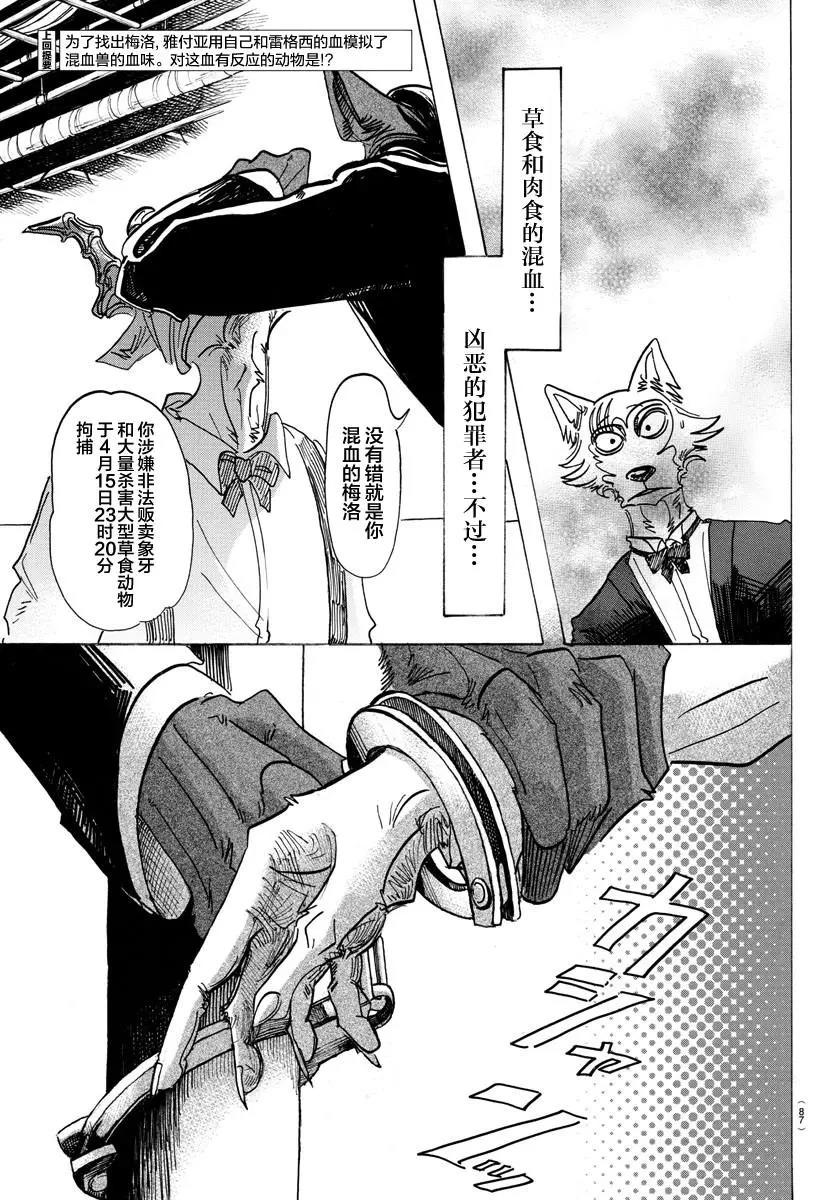 上回提要
为了找出梅洛，雅付亚用自己和雷格西的血模拟了
混血兽的血味。对这血有反应的动物是!?
草食和肉食的混血…
凶恶的犯罪者…不过…
没有错就是你
混血的梅洛
你涉嫌非法贩卖象牙
和大量杀害大型草食动物
于4月15日23时20分
拘捕
カシャンッ
(87)